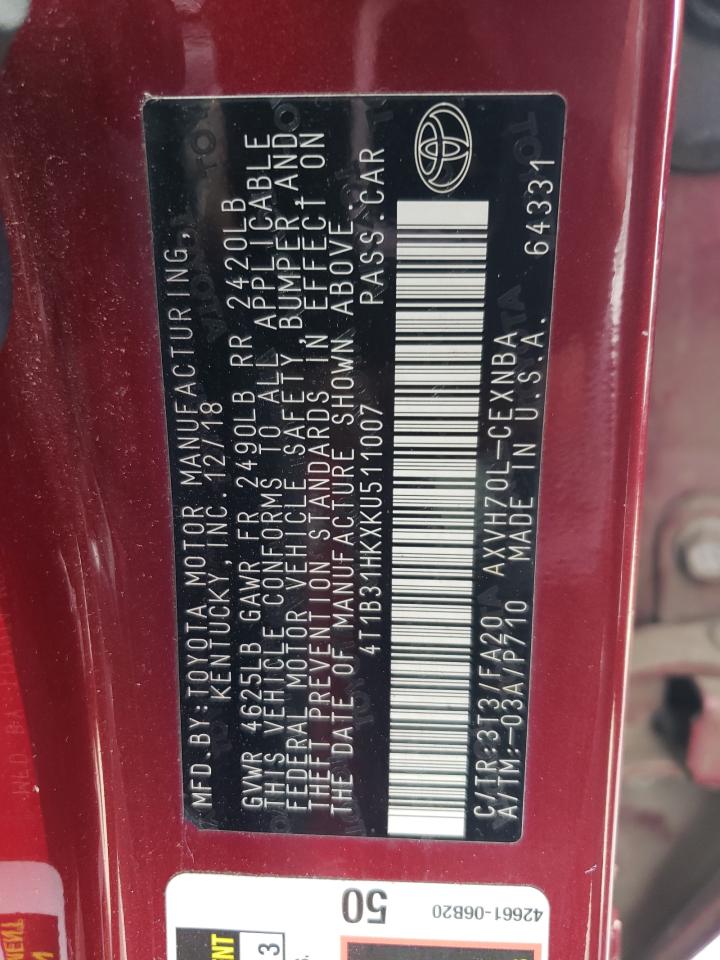 MFD.BY:TOYOTA MOTOR MANUFACTURING,
KENTUCKY, INC. 12/18
GVWR 4625LB GAWR FR 2490LB RR 2420LB
THIS VEHICLE CONFORMS TO ALL APPLICABLE
FEDERAL MOTOR VEHICLE SAFETY, BUMPER, AND
THEFT PREVENTION STANDARDS IN EFFECT ON
THE DATE OF MANUFACTURE SHOWN ABOVE.
4T1B31HKXKU511007 PASS.CAR
C/TR:3T3/FA20 AXVH70L-CEXNBA
A/TM:-03A/P710 MADE IN U.S.A. 64331
50
42661-06B20